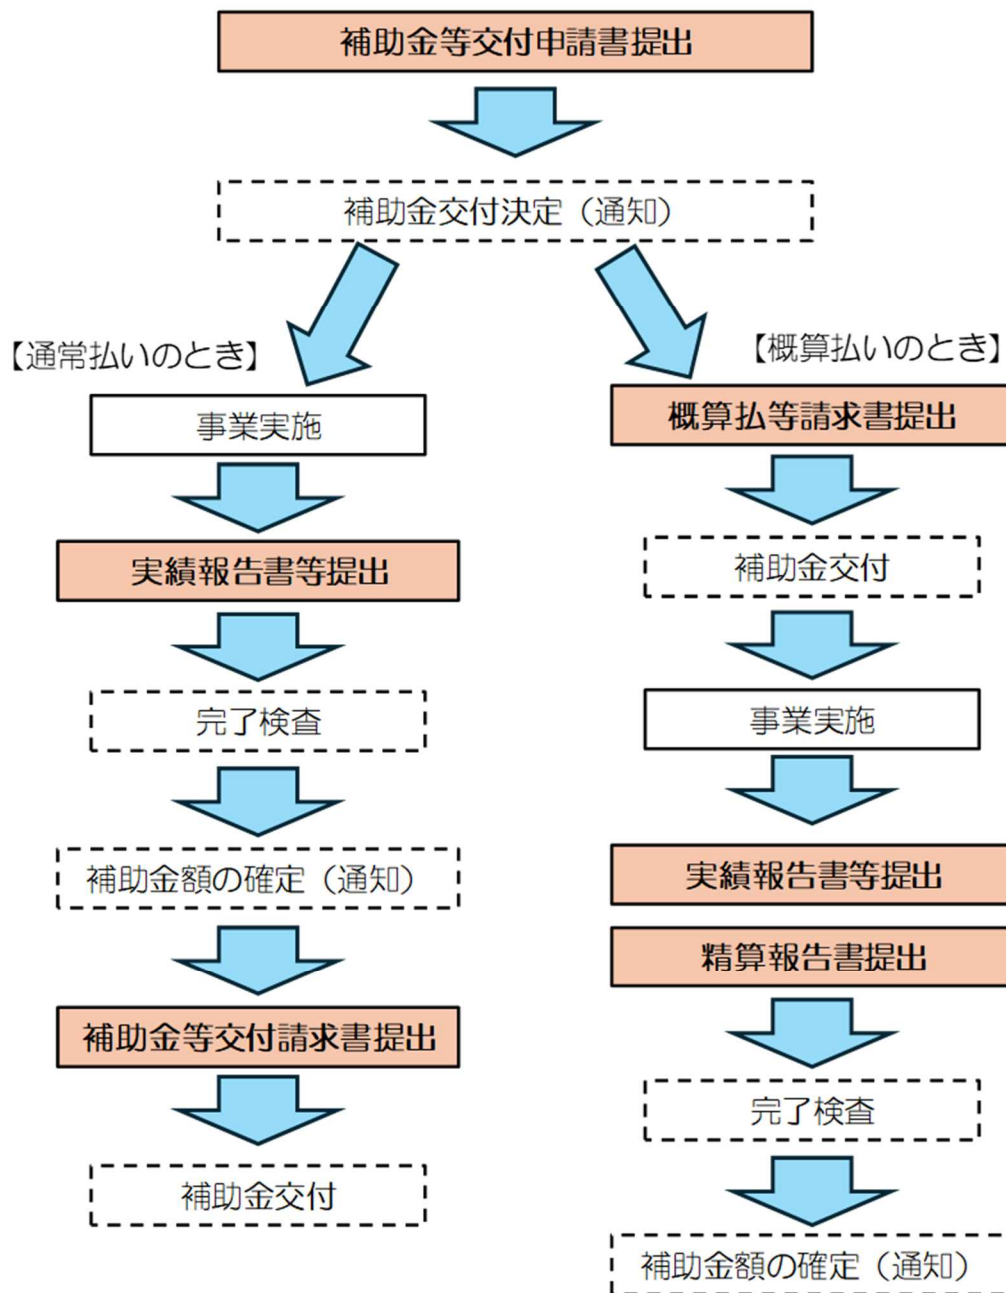 補助金等交付申請書提出
補助金交付決定（通知）
【通常払いのとき】
事業実施
実績報告書等提出
完了検査
補助金額の確定（通知）
補助金等交付請求書提出
補助金交付
【概算払いのとき】
概算払等請求書提出
補助金交付
事業実施
実績報告書等提出
精算報告書提出
完了検査
補助金額の確定（通知）